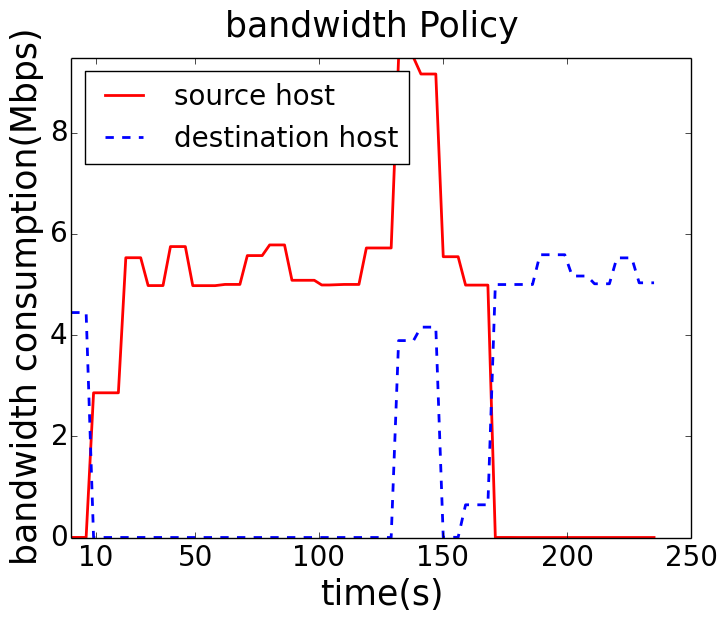 bandwidth Policy
bandwidth consumption(Mbps)
source host
destination host
8
6
4
2
0
10 50 100 150 200 250
time(s)